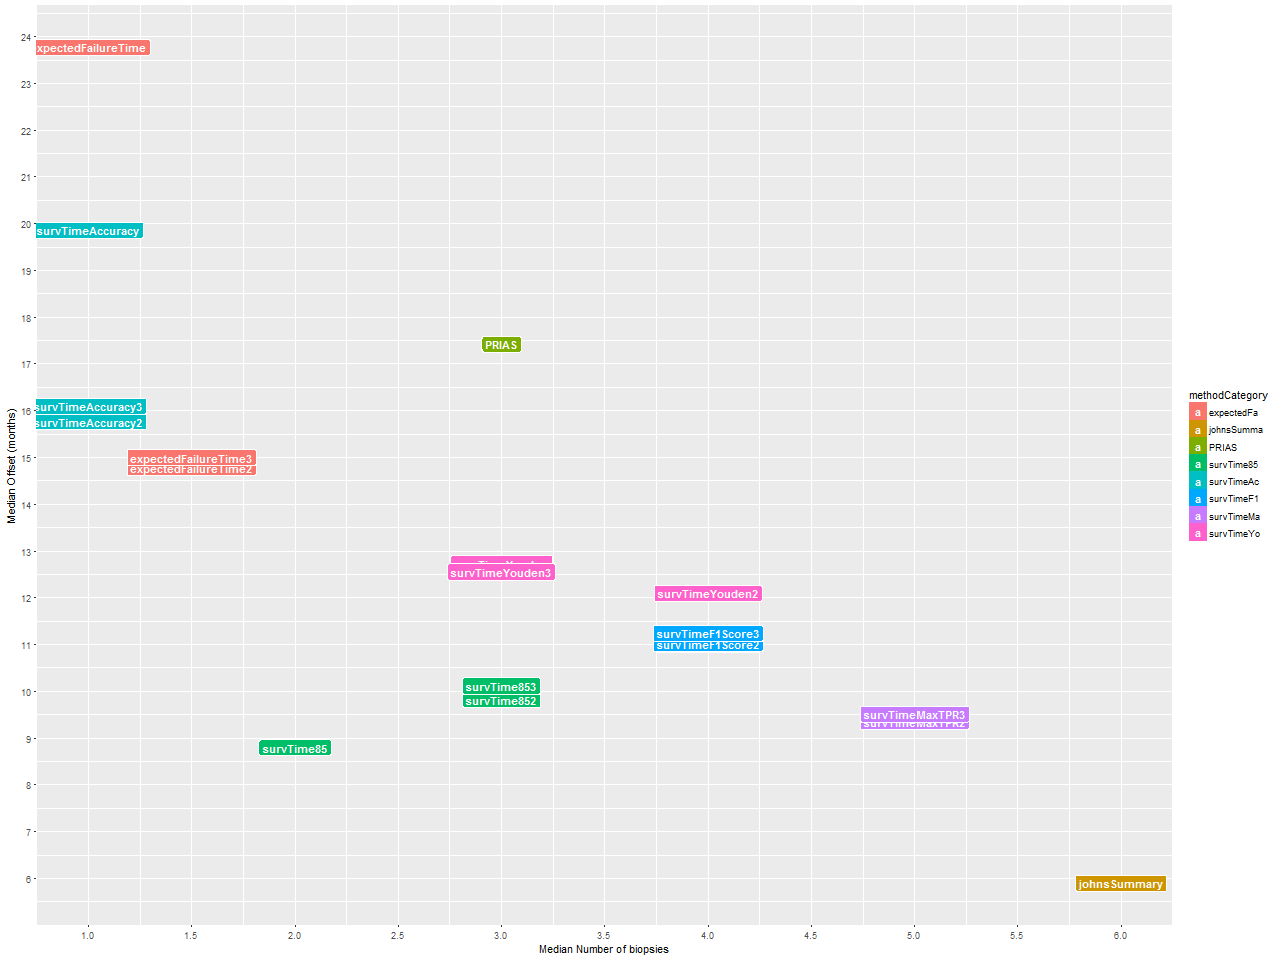 Median Offset (months)
24
23
22
21
20
19
18
17
16
15
14
13
12
11
10
9
8
7
6
xpectedFailureTime
survTimeAccuracy
PRIAS
survTimeAccuracy3
survTimeAccuracy2
expectedFailureTime3
expectedFailureTime2
survTimeYouden3
survTimeYouden2
survTimeF1Score3
survTimeF1Score2
survTime853
survTime852
survTimeMaxTPR3
survTimeMaxTPR2
survTime85
johnsSummary
1.0 1.5 2.0 2.5 3.0 3.5 4.0 4.5 5.0 5.5 6.0
Median Number of biopsies
methodCategory
a expectedFa
a johnsSumma
a PRIAS
a survTime85
a survTimeAc
a survTimeF1
a survTimeMa
a survTimeYo